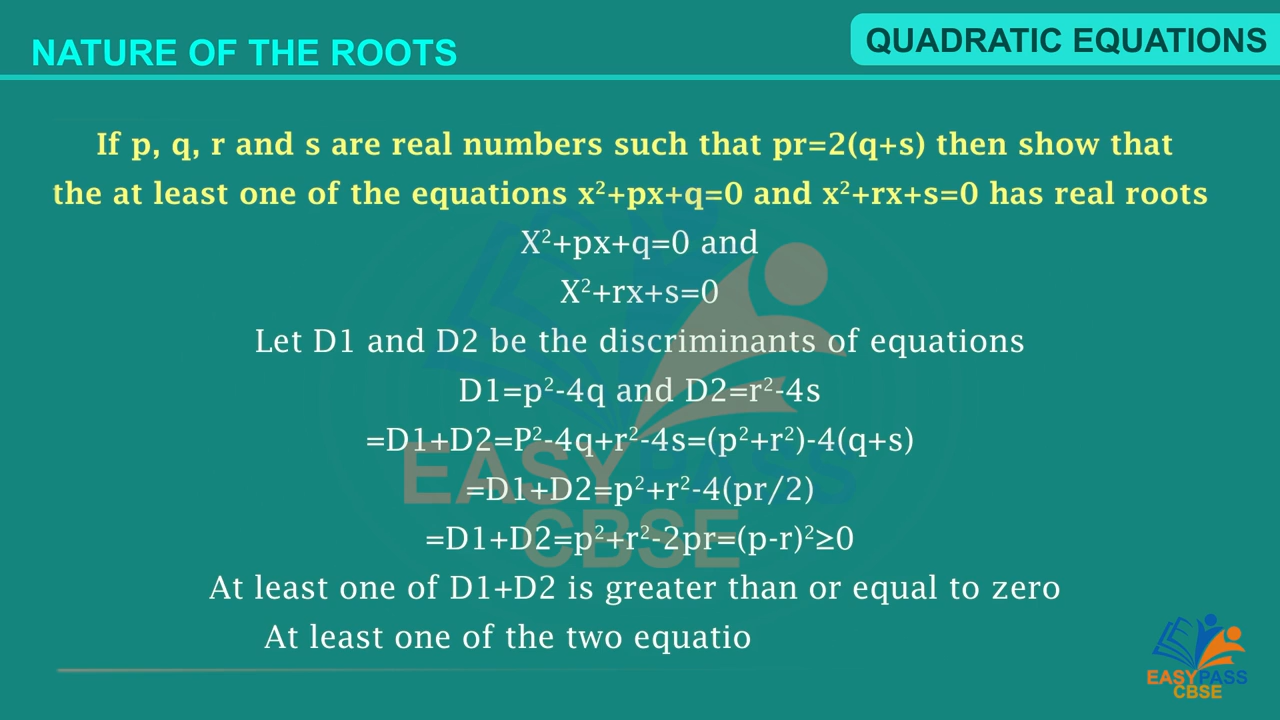 NATURE OF THE ROOTS
QUADRATIC EQUATIONS
If p, q, r and s are real numbers such that pr=2(q+s) then show that
the at least one of the equations x²+px+q=0 and x²+rx+s=0 has real roots
X²+px+q=0 and
X²+rx+s=0
Let D1 and D2 be the discriminants of equations
D1=p²-4q and D2=r²-4s
=D1+D2=P²-4q+r²-4s=(p²+r²)-4(q+s)
=D1+D2=p²+r²-4(pr/2)
=D1+D2=p²+r²-2pr=(p-r)²≥0
At least one of D1+D2 is greater than or equal to zero
At least one of the two equatio
EASYPASS
CBSE
EASYPASS
CBSE